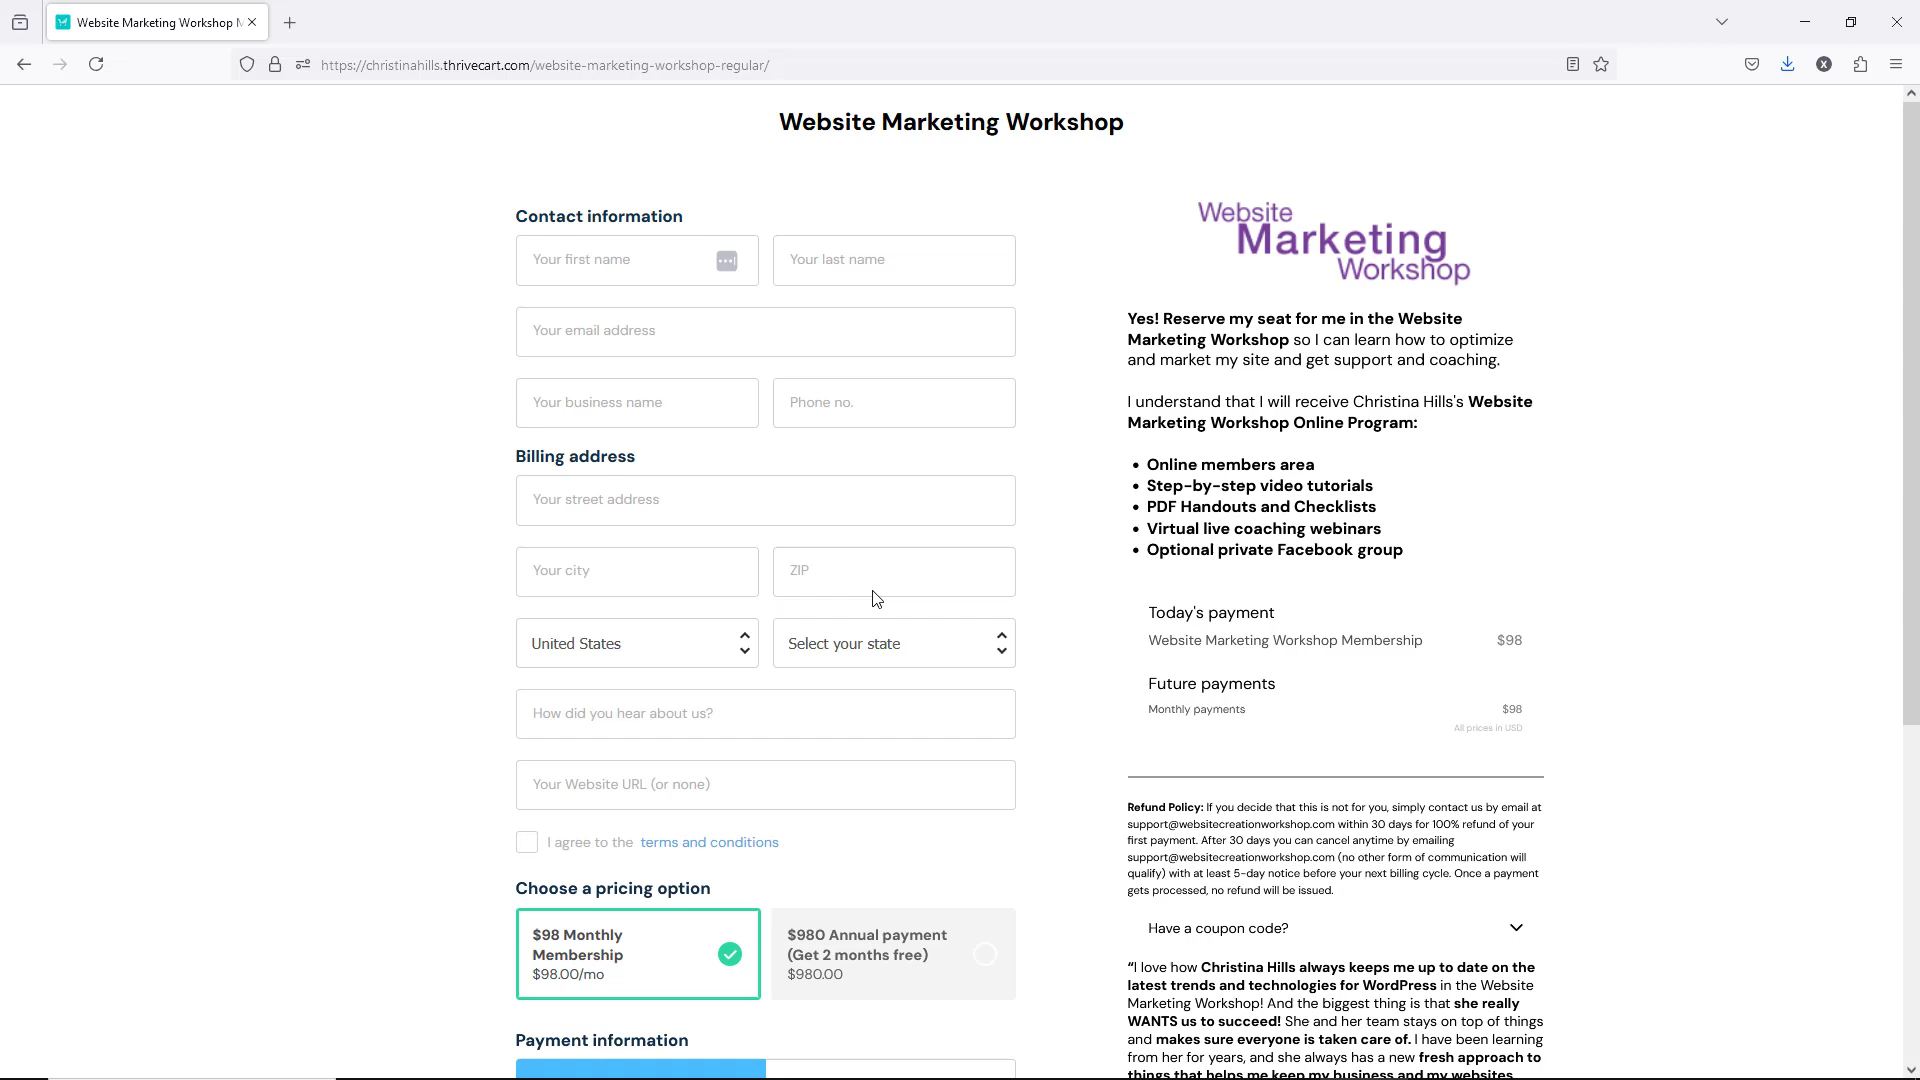 Website Marketing Workshop M
https://christinahills.thrivecart.com/website-marketing-workshop-regular/
Website Marketing Workshop
Contact information
Your first name
Your last name
Your email address
Your business name
Phone no.
Billing address
Your street address
Your city
ZIP
United States
Select your state
How did you hear about us?
Your Website URL (or none)
I agree to the terms and conditions
Choose a pricing option
$98 Monthly
Membership
$98.00/mo
$980 Annual payment
(Get 2 months free)
$980.00
Payment information
Website
Marketing
Workshop
Yes! Reserve my seat for me in the Website
Marketing Workshop so I can learn how to optimize
and market my site and get support and coaching.
I understand that I will receive Christina Hills's Website
Marketing Workshop Online Program:
• Online members area
• Step-by-step video tutorials
• PDF Handouts and Checklists
• Virtual live coaching webinars
• Optional private Facebook group
Today's payment
Website Marketing Workshop Membership $98
Future payments
Monthly payments $98
All prices in USD
Refund Policy: If you decide that this is not for you, simply contact us by email at
support@websitecreationworkshop.com within 30 days for 100% refund of your
first payment. After 30 days you can cancel anytime by emailing
support@websitecreationworkshop.com (no other form of communication will
qualify) with at least 5-day notice before your next billing cycle. Once a payment
gets processed, no refund will be issued.
Have a coupon code?
“I love how Christina Hills always keeps me up to date on the
latest trends and technologies for WordPress in the Website
Marketing Workshop! And the biggest thing is that she really
WANTS us to succeed! She and her team stays on top of things
and makes sure everyone is taken care of. I have been learning
from her for years, and she always has a new fresh approach to
things that helps me keep my business and my websites